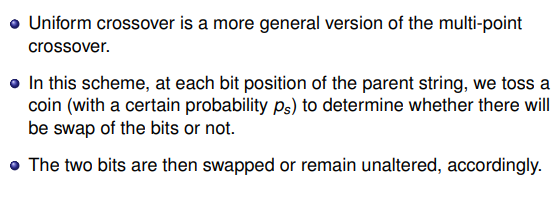 Uniform crossover is a more general version of the multi-point
crossover.
In this scheme, at each bit position of the parent string, we toss a
coin (with a certain probability pₛ) to determine whether there will
be swap of the bits or not.
The two bits are then swapped or remain unaltered, accordingly.